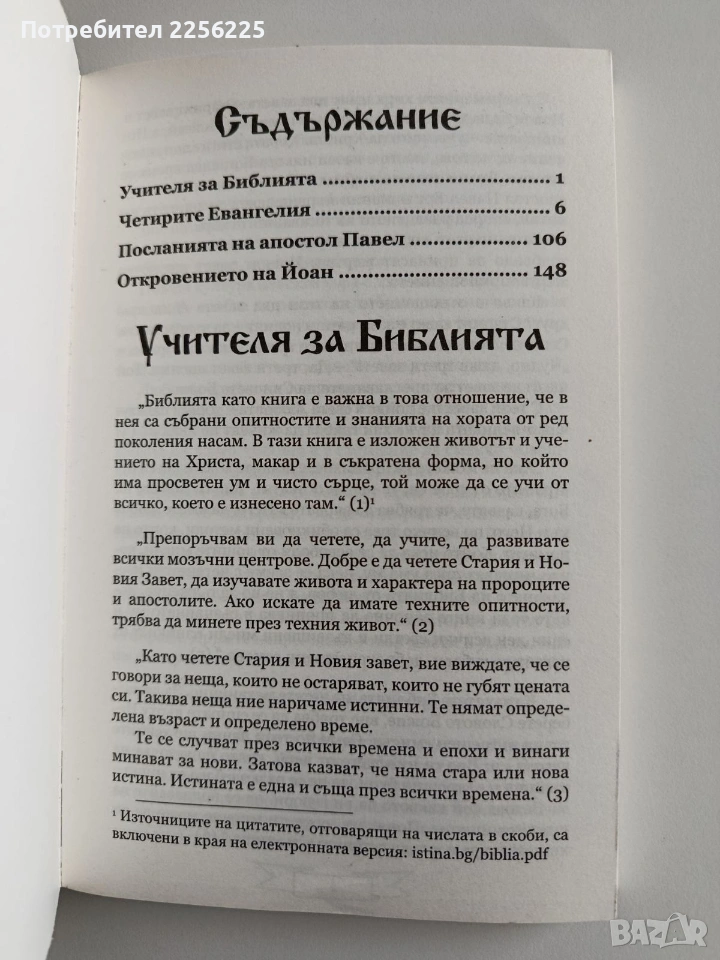 Потребител 2256225
Съдържание
Учителя за Библията ........................................ 1
Четирите Евангелия ......................................... 6
Посланията на апостол Павел ..................... 106
Откровението на Йоан ................................. 148
Учителя за Библията
„Библията като книга е важна в това отношение, че в
нея са събрани опитностите и знанията на хората от ред
поколения насам. В тази книга е изложен животът и уче-
нието на Христа, макар и в съкратена форма, но който
има просветен ум и чисто сърце, той може да се учи от
всичко, което е изнесено там.“ (1)¹
„Препоръчвам ви да четете, да учите, да развивате
всички мозъчни центрове. Добре е да четете Стария и Но-
вия Завет, да изучавате живота и характера на пророците
и апостолите. Ако искате да имате техните опитности,
трябва да минете през техния живот.“ (2)
„Като четете Стария и Новия завет, вие виждате, че се
говори за неща, които не остаряват, които не губят цената
си. Такива неща ние наричаме истинни. Те нямат опреде-
лена възраст и определено време.
Те се случват през всички времена и епохи и винаги
минават за нови. Затова казват, че няма стара или нова
истина. Истината е една и съща през всички времена.“ (3)
¹ Източниците на цитатите, отговарящи на числата в скоби, са
включени в края на електронната версия: istina.bg/biblia.pdf
BAZAR